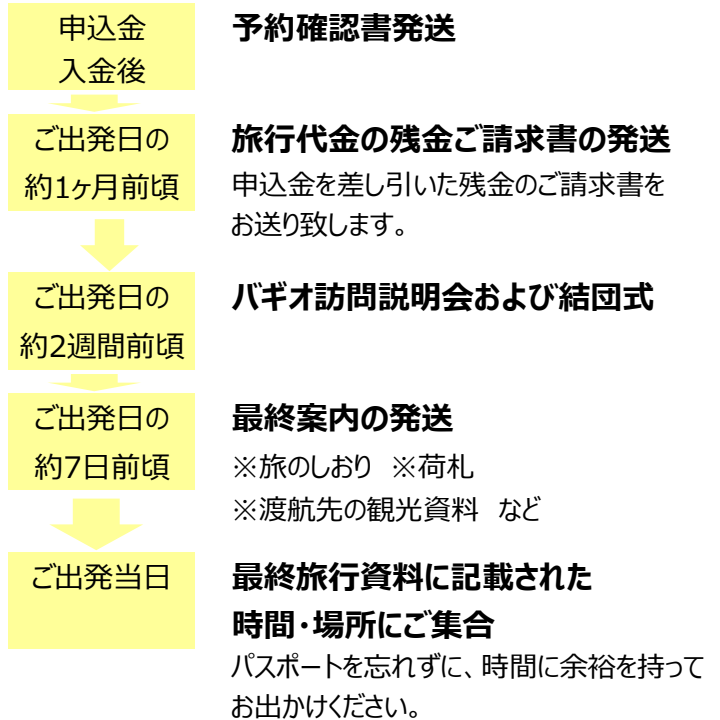 申込金
入金後
予約確認書発送
ご出発日の
約1ヶ月前頃
旅行代金の残金ご請求書の発送
申込金を差し引いた残金のご請求書を
お送り致します。
ご出発日の
約2週間前頃
バギオ訪問説明会および結団式
ご出発日の
約7日前頃
最終案内の発送
※旅のしおり ※荷札
※渡航先の観光資料 など
ご出発当日
最終旅行資料に記載された
時間・場所にご集合
パスポートを忘れずに、時間に余裕を持って
お出かけください。